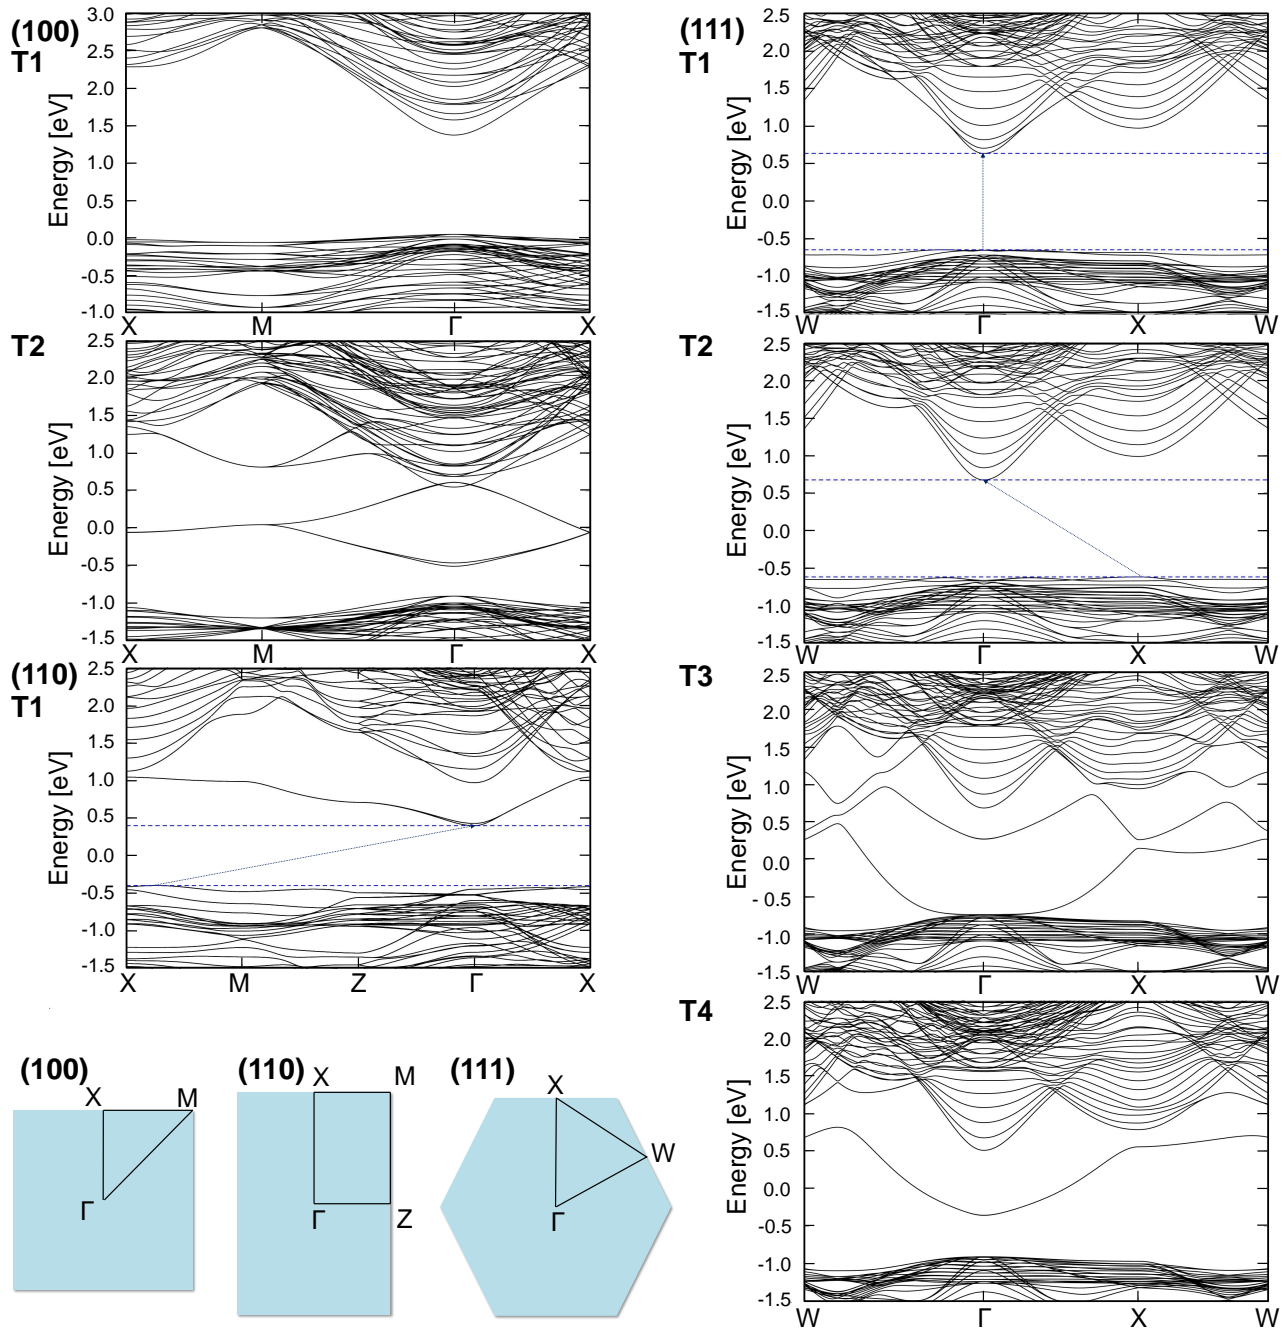 (100)
T1
Energy [eV]
3.0
2.5
2.0
1.5
1.0
0.5
0.0
-0.5
-1.0
X M Γ X
T2
Energy [eV]
2.5
2.0
1.5
1.0
0.5
0.0
-0.5
-1.0
-1.5
X M Γ X
(110)
T1
Energy [eV]
2.5
2.0
1.5
1.0
0.5
0.0
-0.5
-1.0
-1.5
X M Z Γ X
(100)
X M
Γ
(110)
X M
Γ Z
(111)
X
W
Γ
(111)
T1
Energy [eV]
2.5
2.0
1.5
1.0
0.5
0.0
-0.5
-1.0
-1.5
W Γ X W
T2
Energy [eV]
2.5
2.0
1.5
1.0
0.5
0.0
-0.5
-1.0
-1.5
W Γ X W
T3
Energy [eV]
2.5
2.0
1.5
1.0
0.5
0.0
- 0.5
-1.0
-1.5
W Γ X W
T4
Energy [eV]
2.5
2.0
1.5
1.0
0.5
0.0
-0.5
-1.0
-1.5
W Γ X W